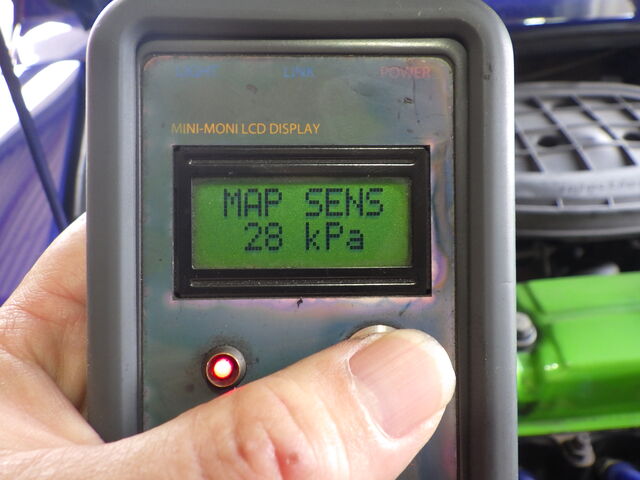 LINK POWER
MINI-MONI LCD DISPLAY
MAP SENS
28 kPa